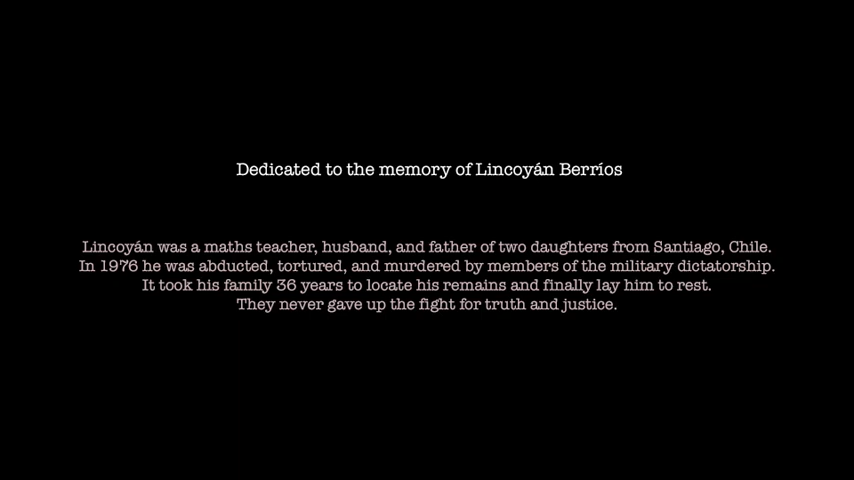 Dedicated to the memory of Lincoyán Berríos
Lincoyán was a maths teacher, husband, and father of two daughters from Santiago, Chile.
In 1976 he was abducted, tortured, and murdered by members of the military dictatorship.
It took his family 36 years to locate his remains and finally lay him to rest.
They never gave up the fight for truth and justice.